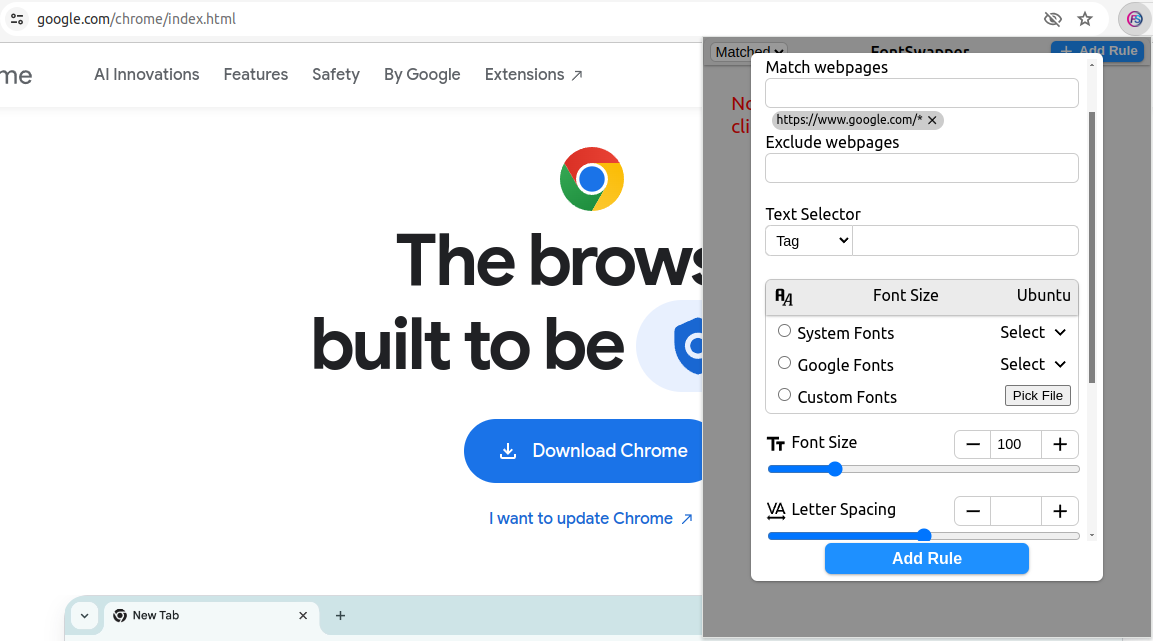 google.com/chrome/index.html
me
AI Innovations
Features
Safety
By Google
Extensions
The brows
built to be
Download Chrome
I want to update Chrome
New Tab
Matched
FontSwapper
Add Rule
No
cli
Match webpages
https://www.google.com/*
Exclude webpages
Text Selector
Tag
Font Size Ubuntu
System Fonts Select
Google Fonts Select
Custom Fonts Pick File
Font Size 100
Letter Spacing
Add Rule